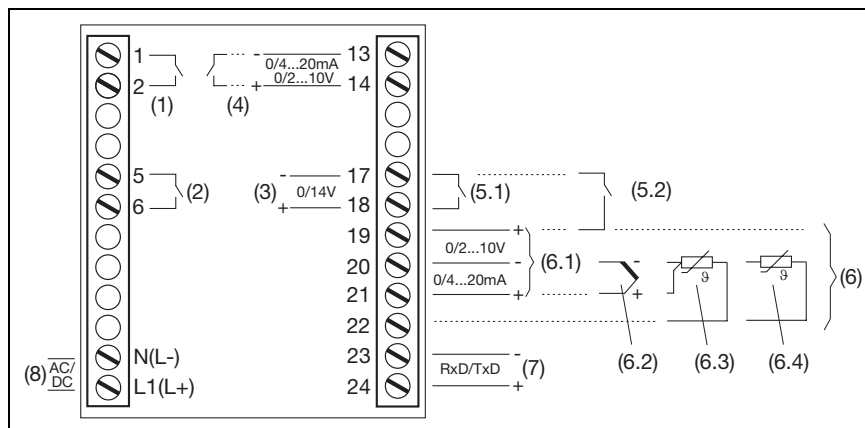 1 - 13
0/4...20mA
2 + 0/2...10V 14
(1) (4)
5 - 17
(2) (3) 0/14V (5.1) (5.2)
6 + 18
19 +
0/2...10V (6.1)
20 - -
ϑ ϑ (6)
0/4...20mA
21 + +
22
N(L-) 23 -
(8) AC/DC RxD/TxD (7) (6.2) (6.3) (6.4)
L1(L+) 24 +